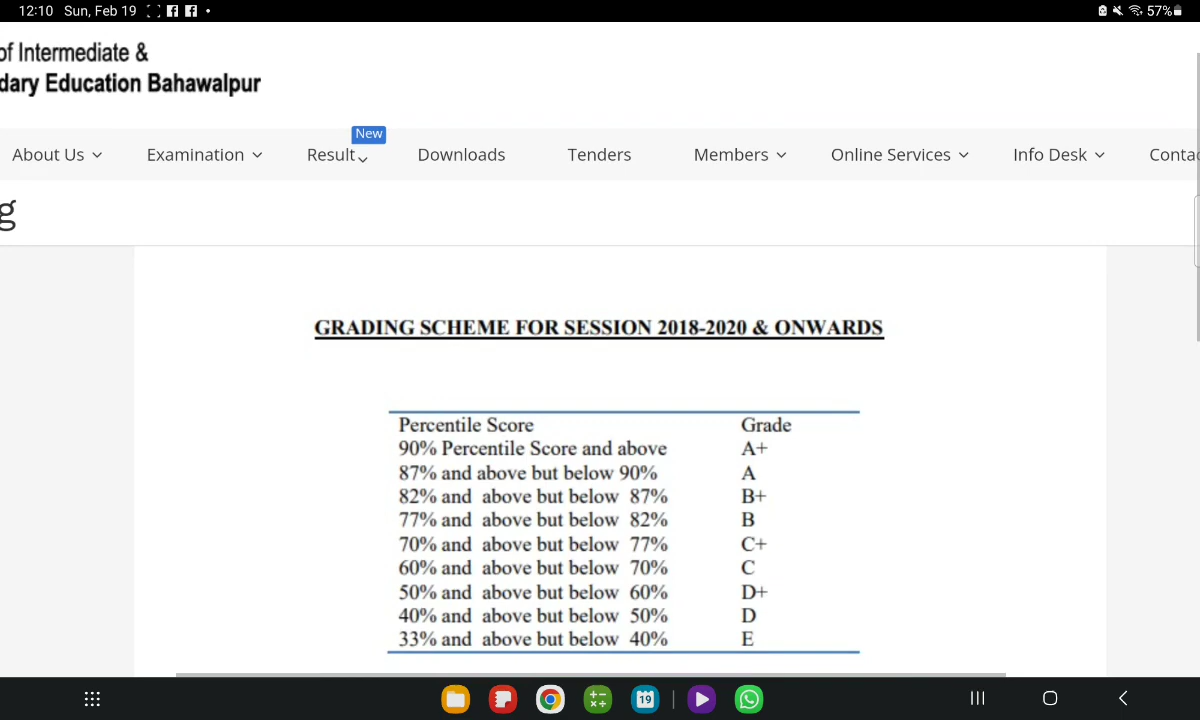 12:10 Sun, Feb 19 57%
of Intermediate &
dary Education Bahawalpur
New
About Us Examination Result Downloads Tenders Members Online Services Info Desk Contac
g
GRADING SCHEME FOR SESSION 2018-2020 & ONWARDS
Percentile Score Grade
90% Percentile Score and above A+
87% and above but below 90% A
82% and above but below 87% B+
77% and above but below 82% B
70% and above but below 77% C+
60% and above but below 70% C
50% and above but below 60% D+
40% and above but below 50% D
33% and above but below 40% E
19